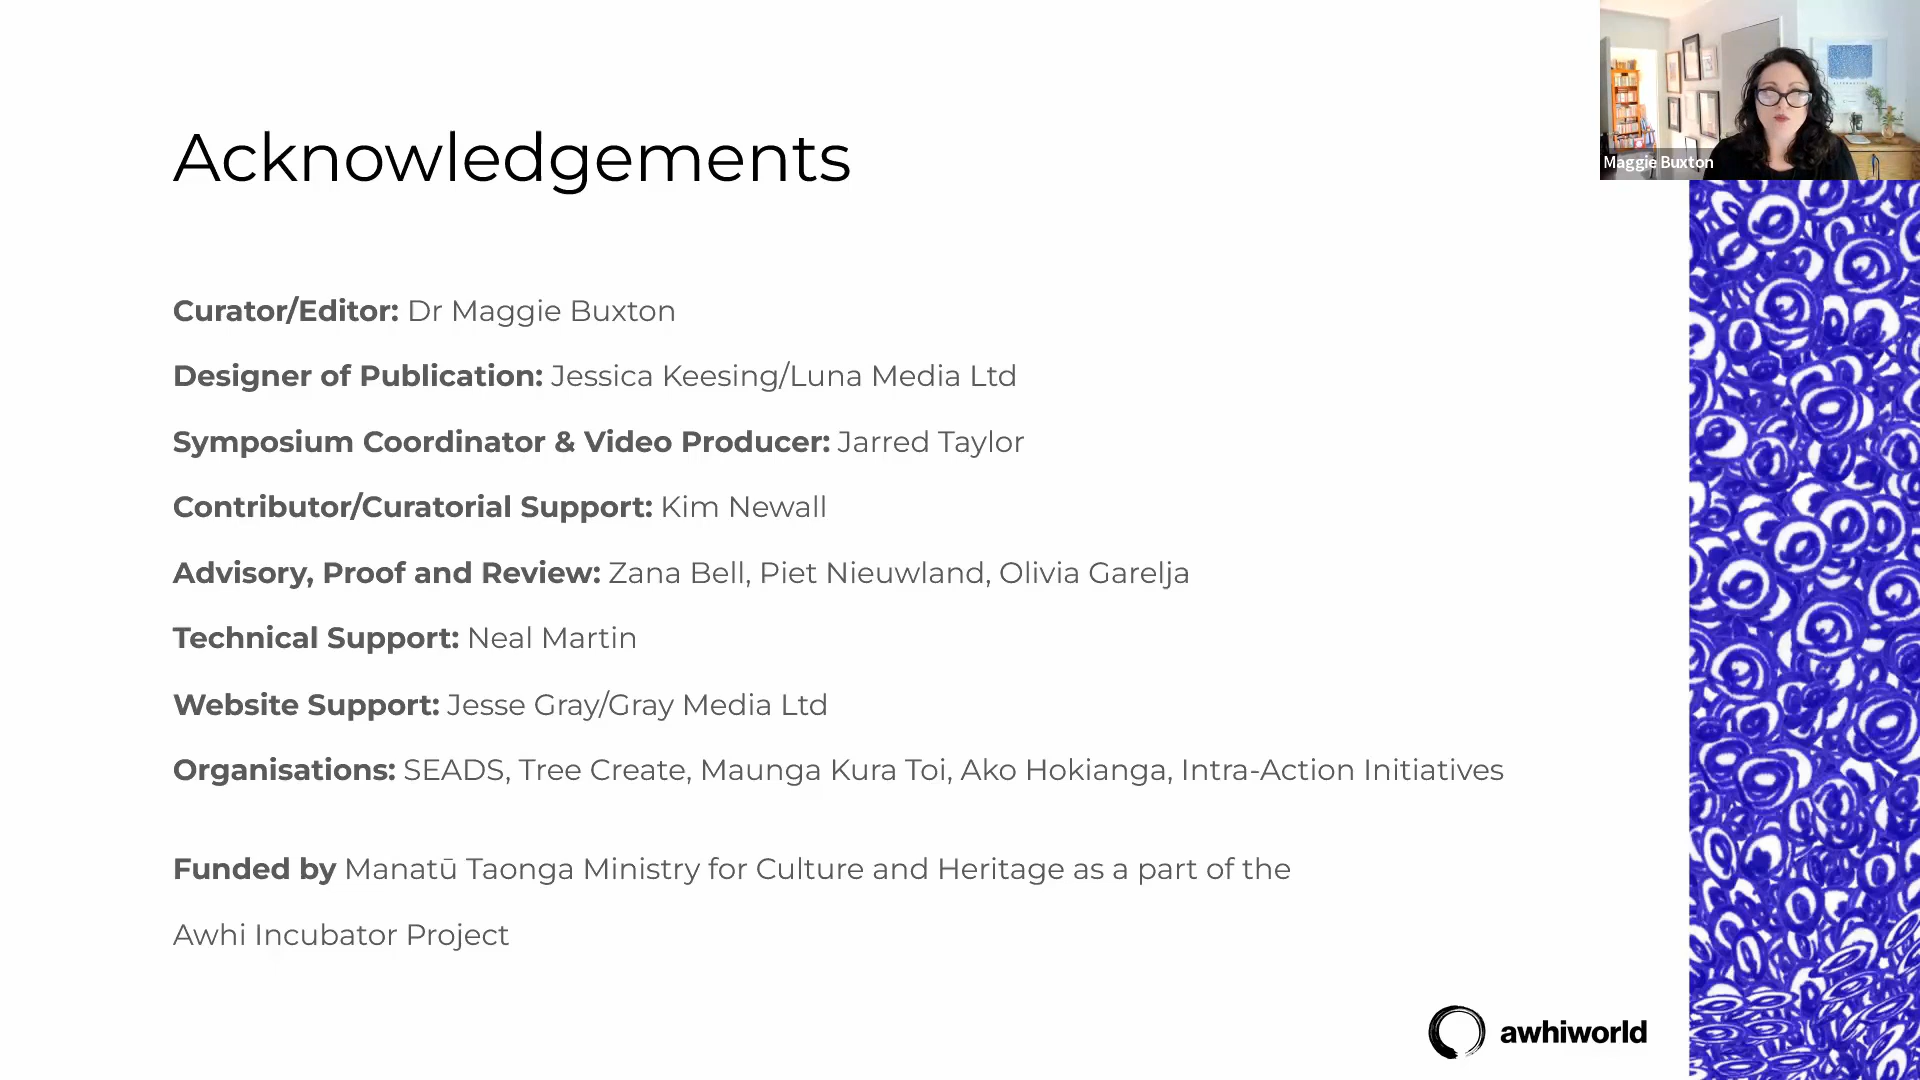 Acknowledgements
Maggie Buxton
Curator/Editor: Dr Maggie Buxton
Designer of Publication: Jessica Keesing/Luna Media Ltd
Symposium Coordinator & Video Producer: Jarred Taylor
Contributor/Curatorial Support: Kim Newall
Advisory, Proof and Review: Zana Bell, Piet Nieuwland, Olivia Garelja
Technical Support: Neal Martin
Website Support: Jesse Gray/Gray Media Ltd
Organisations: SEADS, Tree Create, Maunga Kura Toi, Ako Hokianga, Intra-Action Initiatives
Funded by Manatū Taonga Ministry for Culture and Heritage as a part of the
Awhi Incubator Project
awhiworld